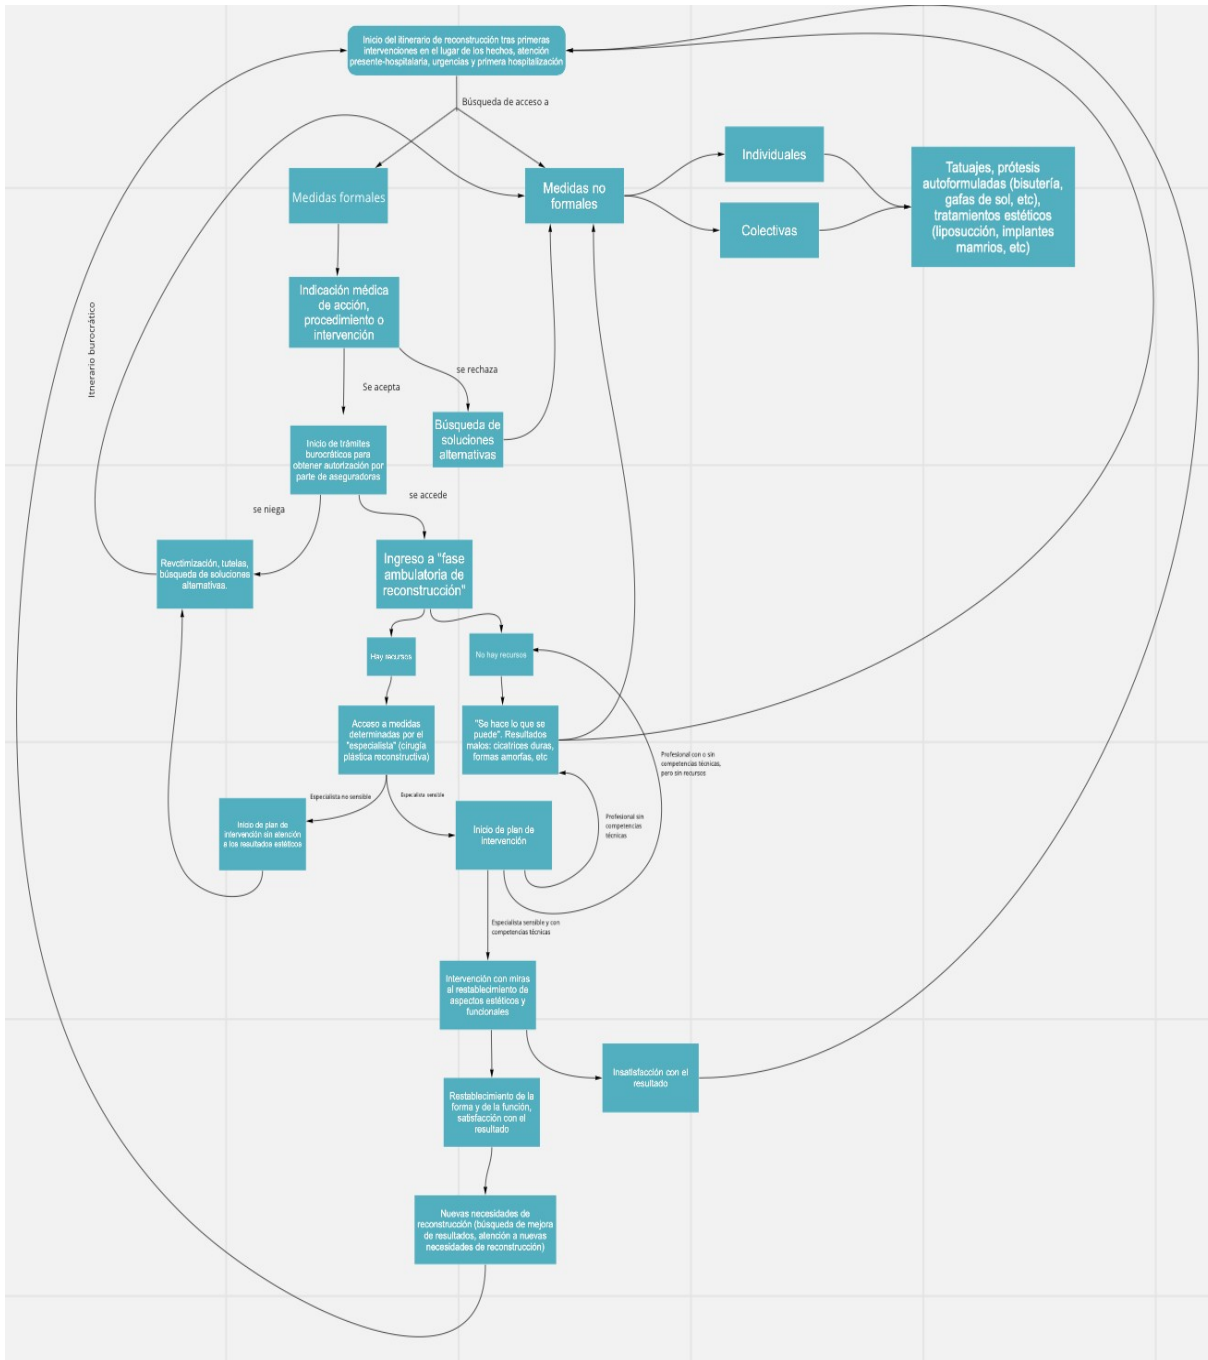 Inicio del itinerario de reconstrucción tras primeras
intervenciones en el lugar de los hechos, atención
presente-hospitalaria, urgencias y primera hospitalización
Búsqueda de acceso a
Medidas formales
Medidas no
formales
Individuales
Colectivas
Tatuajes, prótesis
autoformuladas (bisutería,
gafas de sol, etc),
tratamientos estéticos
(liposucción, implantes
mamrios, etc)
Indicación médica
de acción,
procedimiento o
intervención
Itnerario burocrático
se rechaza
Se acepta
Búsqueda de
soluciones
alternativas
Inicio de trámites
burocráticos para
obtener autorización por
parte de aseguradoras
se accede
se niega
Revctimización, tutelas,
búsqueda de soluciones
alternativas.
Ingreso a "fase
ambulatoria de
reconstrucción"
Hay recursos
No hay recursos
Acceso a medidas
determinadas por el
"especialista" (cirugía
plástica reconstructiva)
"Se hace lo que se
puede". Resultados
malos: cicatrices duras,
formas amorfas, etc
Profesional con o sin
competencias técnicas,
pero sin recursos
Especialista no sensible
Especialista sensible
Inicio de plan de
intervención sin atención
a los resultados estéticos
Inicio de plan de
intervención
Profesional sin
competencias
técnicas
Especialista sensible y con
competencias técnicas
Intervención con miras
al restablecimiento de
aspectos estéticos y
funcionales
Insatisfacción con el
resultado
Restablecimiento de la
forma y de la función,
satisfacción con el
resultado
Nuevas necesidades de
reconstrucción (búsqueda de mejora
de resultados, atención a nuevas
necesidades de reconstrucción)